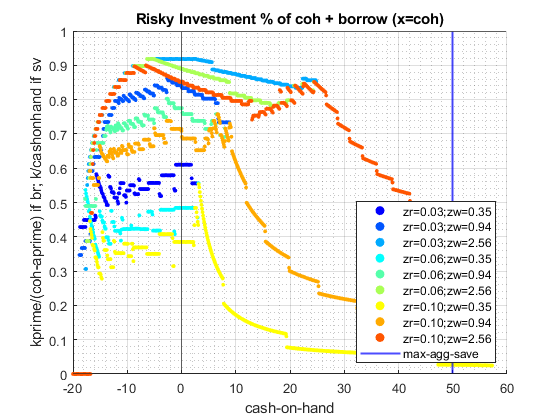 Risky Investment % of coh + borrow (x=coh)
kprime/(coh-aprime) if br; k/cashonhand if sv
1
0.9
0.8
0.7
0.6
0.5
0.4
0.3
0.2
0.1
0
-20
-10
0
10
20
30
40
50
60
cash-on-hand
zr=0.03;zw=0.35
zr=0.03;zw=0.94
zr=0.03;zw=2.56
zr=0.06;zw=0.35
zr=0.06;zw=0.94
zr=0.06;zw=2.56
zr=0.10;zw=0.35
zr=0.10;zw=0.94
zr=0.10;zw=2.56
max-agg-save